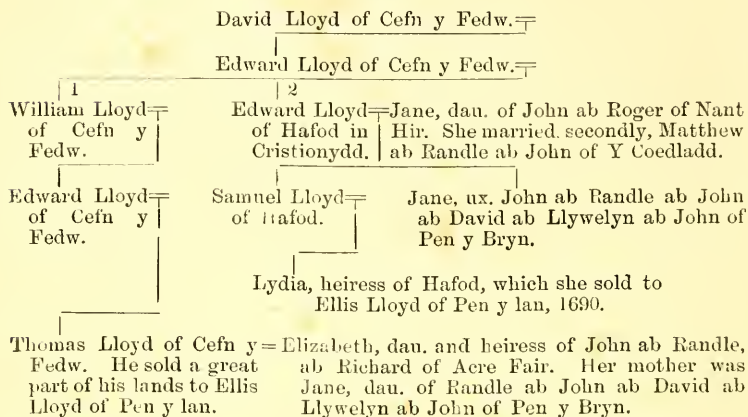 David Lloyd of Cefn y Fedw.
Edward Lloyd of Cefn y Fedw.
1
2
William Lloyd
of Cefn y
Fedw.
Edward Lloyd
of Hafod in
Cristionydd.
Jane, dau. of John ab Roger of Nant
Hir. She married. secondly, Matthew
ab Randle ab John of Y Coedladd.
Edward Lloyd
of Cefn y
Fedw.
Samuel Lloyd
of Hafod.
Jane, ux. John ab Randle ab John
ab David ab Llywelyn ab John of
Pen y Bryn.
Lydia, heiress of Hafod, which she sold to
Ellis Lloyd of Pen y lan, 1690.
Thomas Lloyd of Cefn y
Fedw. He sold a great
part of his lands to Ellis
Lloyd of Pen y lan.
= Elizabeth, dau. and heiress of John ab Randle,
ab Richard of Acre Fair. Her mother was
Jane, dau. of Randle ab John ab David ab
Llywelyn ab John of Pen y Bryn.